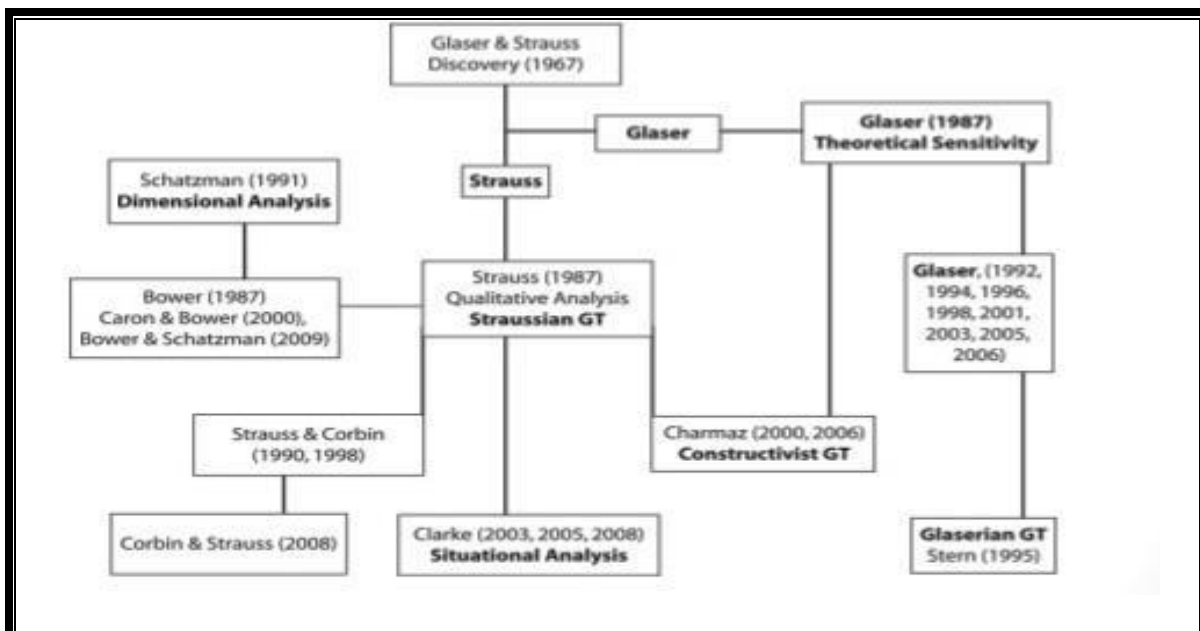 Glaser & Strauss
Discovery (1967)
Glaser
Glaser (1987)
Theoretical Sensitivity
Strauss
Schatzman (1991)
Dimensional Analysis
Bower (1987)
Caron & Bower (2000),
Bower & Schatzman (2009)
Strauss (1987)
Qualitative Analysis
Straussian GT
Glaser, (1992,
1994, 1996,
1998, 2001,
2003, 2005,
2006)
Strauss & Corbin
(1990, 1998)
Charmaz (2000, 2006)
Constructivist GT
Corbin & Strauss (2008)
Clarke (2003, 2005, 2008)
Situational Analysis
Glaserian GT
Stern (1995)